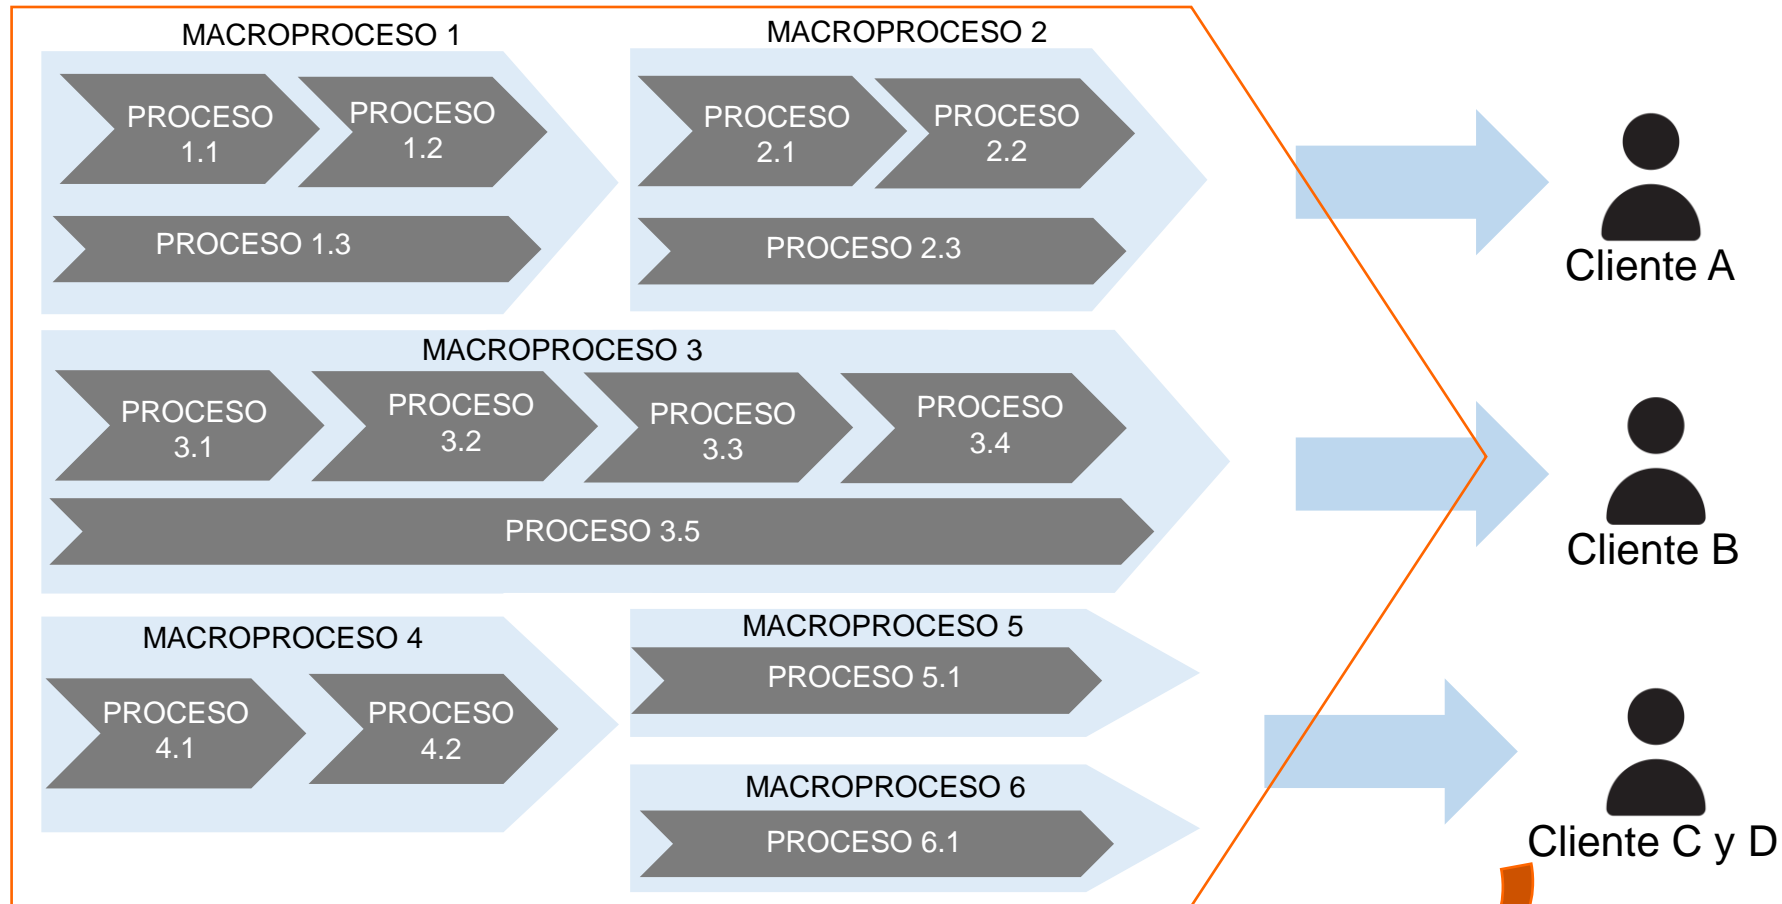 MACROPROCESO 1
MACROPROCESO 2
PROCESO
1.1
PROCESO
1.2
PROCESO
2.1
PROCESO
2.2
PROCESO 1.3
PROCESO 2.3
Cliente A
MACROPROCESO 3
PROCESO
3.1
PROCESO
3.2
PROCESO
3.3
PROCESO
3.4
PROCESO 3.5
Cliente B
MACROPROCESO 4
PROCESO
4.1
PROCESO
4.2
MACROPROCESO 5
PROCESO 5.1
MACROPROCESO 6
PROCESO 6.1
Cliente C y D